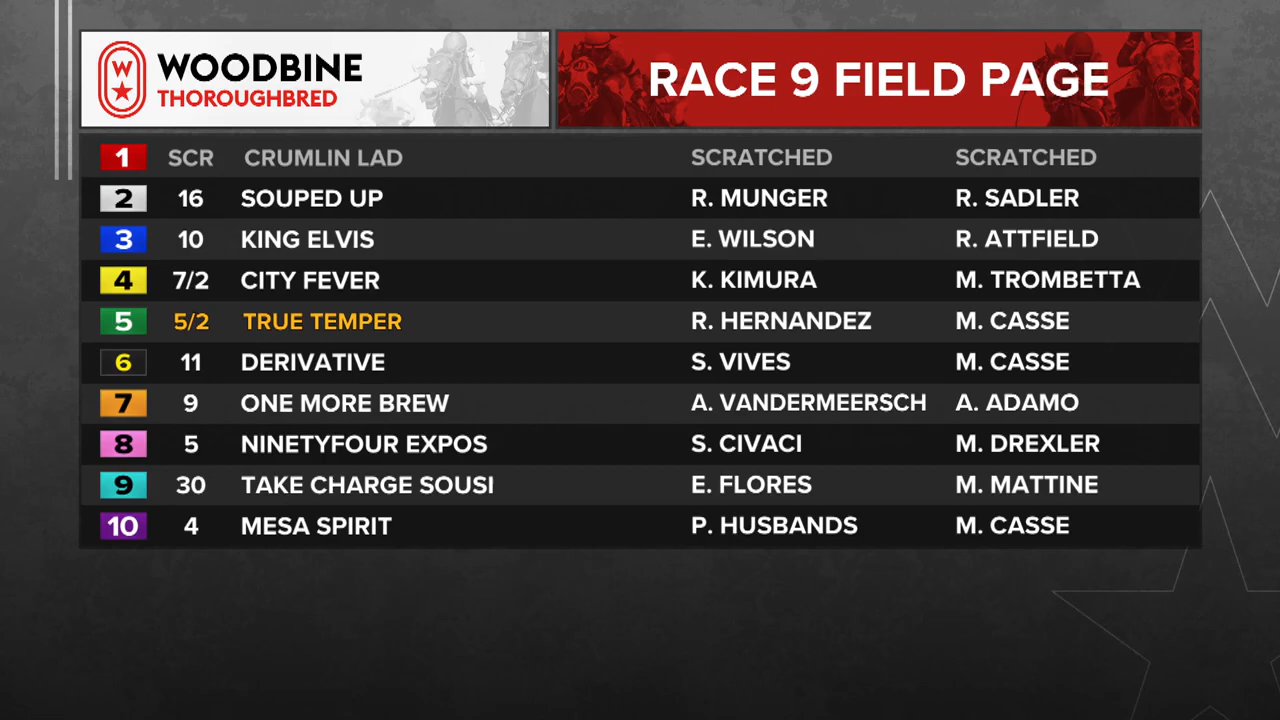 W
WOODBINE
THOROUGHBRED
RACE 9 FIELD PAGE
1 SCR CRUMLIN LAD SCRATCHED SCRATCHED
2 16 SOUPED UP R. MUNGER R. SADLER
3 10 KING ELVIS E. WILSON R. ATTFIELD
4 7/2 CITY FEVER K. KIMURA M. TROMBETTA
5 5/2 TRUE TEMPER R. HERNANDEZ M. CASSE
6 11 DERIVATIVE S. VIVES M. CASSE
7 9 ONE MORE BREW A. VANDERMEERSCH A. ADAMO
8 5 NINETYFOUR EXPOS S. CIVACI M. DREXLER
9 30 TAKE CHARGE SOUSI E. FLORES M. MATTINE
10 4 MESA SPIRIT P. HUSBANDS M. CASSE